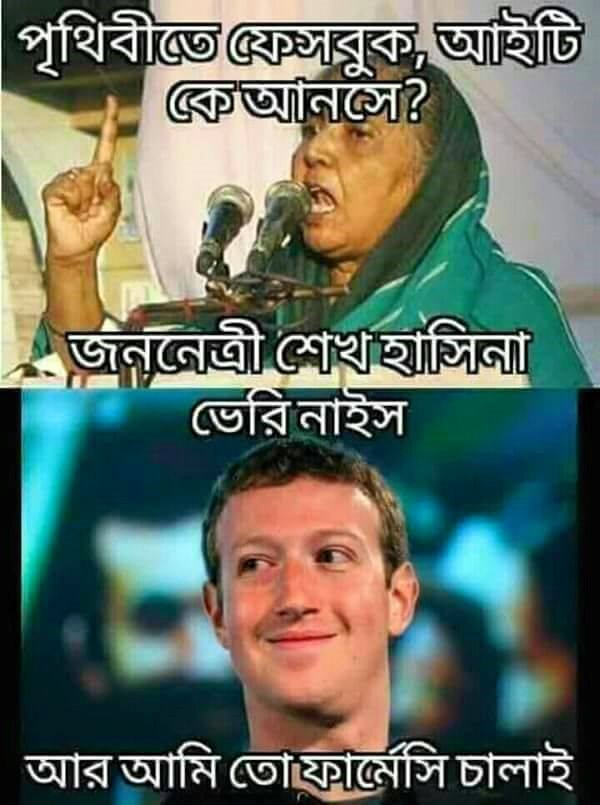 পৃথিবীতে ফেসবুক, আইটি
কে আনসে?
জননেত্রী শেখ হাসিনা
ভেরি নাইস
আর আমি তো ফার্মেসি চালাই